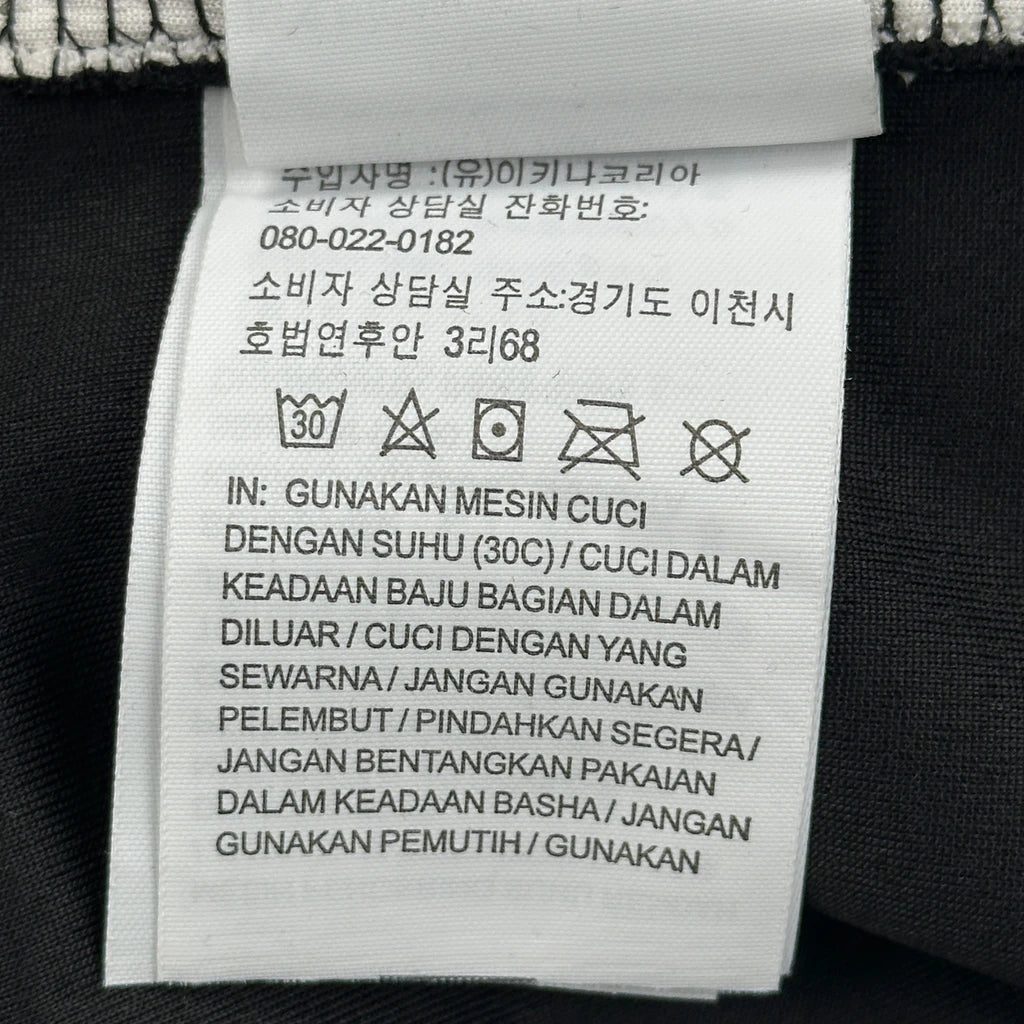 수입사명 :(유)이키나코리아
소비자 상담실 잔화번호:
080-022-0182
소비자 상담실 주소:경기도 이천시
호법연후안 3리68
30
IN: GUNAKAN MESIN CUCI
DENGAN SUHU (30C) / CUCI DALAM
KEADAAN BAJU BAGIAN DALAM
DILUAR / CUCI DENGAN YANG
SEWARNA / JANGAN GUNAKAN
PELEMBUT / PINDAHKAN SEGERA /
JANGAN BENTANGKAN PAKAIAN
DALAM KEADAAN BASHA / JANGAN
GUNAKAN PEMUTIH / GUNAKAN